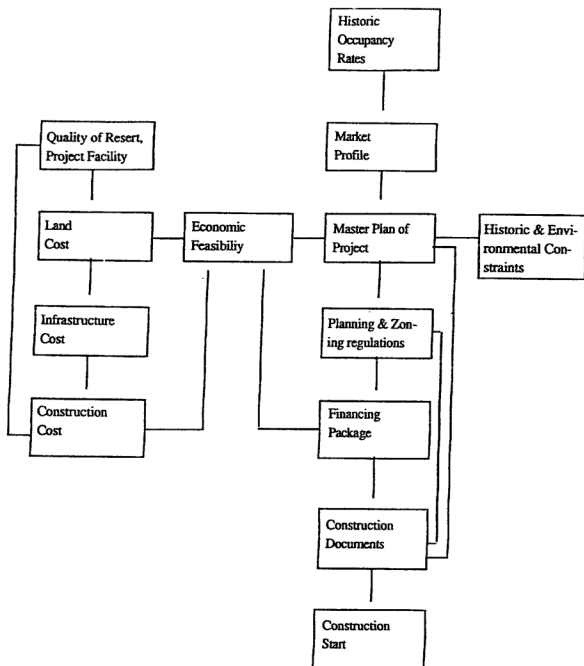 Historic
Occupancy
Rates
Quality of Resert,
Project Facility
Market
Profile
Land
Cost
Economic
Feasibiliy
Master Plan of
Project
Historic & Envi-
ronmental Con-
straints
Infrastructure
Cost
Planning & Zon-
ing regulations
Construction
Cost
Financing
Package
Construction
Documents
Construction
Start